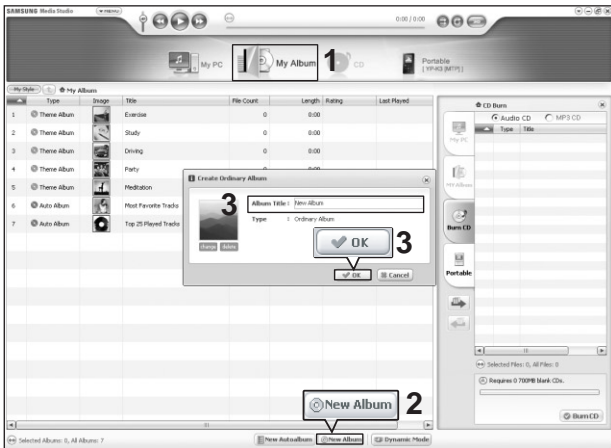 SAMSUNG Media Studio
MENU
0:00 / 0:00
My PC
My Album
1
CD
Portable
[ YP-K3 [MTP] ]
My Style
My Album
Type Image Title File Count Length Rating Last Played
1 Theme Album Exercise 0 0:00
2 Theme Album Study 0 0:00
3 Theme Album Driving 0 0:00
4 Theme Album Party
5 Theme Album Meditation
6 Auto Album Most Favorite Tracks
7 Auto Album Top 25 Played Tracks
Create Ordinary Album
3
Album Title : New Album
Type : Ordinary Album
change delete
OK
3
OK Cancel
CD Burn
Audio CD MP3 CD
Type Title
My PC
MY Album
Burn CD
Portable
Selected Files: 0, All Files: 0
Requires 0 700MB blank CDs.
Burn CD
New Album
2
Selected Albums: 0, All Albums: 7
New Autoalbum New Album Dynamic Mode